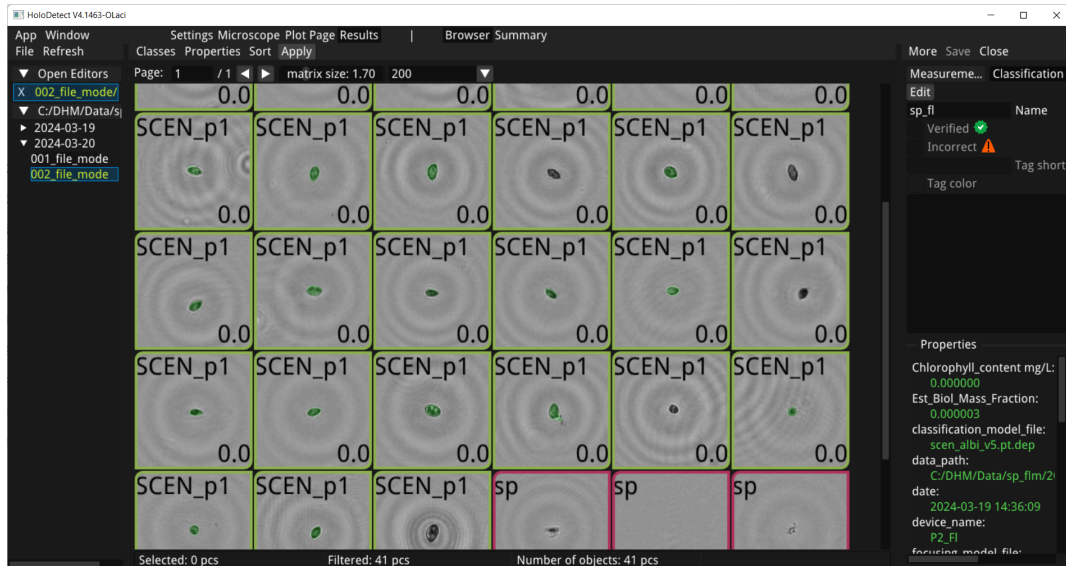 HoloDetect V4.1463-OLaci
App Window Settings Microscope Plot Page Results | Browser Summary
File Refresh Classes Properties Sort Apply More Save Close
Open Editors Page: 1 / 1 matrix size: 1.70 200 Measureme... Classification
X 002_file_mode/ 0.0 0.0 0.0 0.0 0.0 0.0 Edit
C:/DHM/Data/s
sp_fl Name
2024-03-19 SCEN_p1 SCEN_p1 SCEN_p1 SCEN_p1 SCEN_p1 SCEN_p1 Verified
2024-03-20 Incorrect
001_file_mode Tag short
002_file_mode Tag color
0.0 0.0 0.0 0.0 0.0 0.0
SCEN_p1 SCEN_p1 SCEN_p1 SCEN_p1 SCEN_p1 SCEN_p1
0.0 0.0 0.0 0.0 0.0 0.0
Properties
SCEN_p1 SCEN_p1 SCEN_p1 SCEN_p1 SCEN_p1 SCEN_p1
Chlorophyll_content mg/L:
0.000000
Est_Biol_Mass_Fraction:
0.000003
classification_model_file:
scen_albi_v5.pt.dep
0.0 0.0 0.0 0.0 0.0 0.0
data_path:
C:/DHM/Data/sp_flm/2
SCEN_p1 SCEN_p1 SCEN_p1 sp sp sp
date:
2024-03-19 14:36:09
device_name:
P2_Fl
focusing_model_file:
Selected: 0 pcs Filtered: 41 pcs Number of objects: 41 pcs